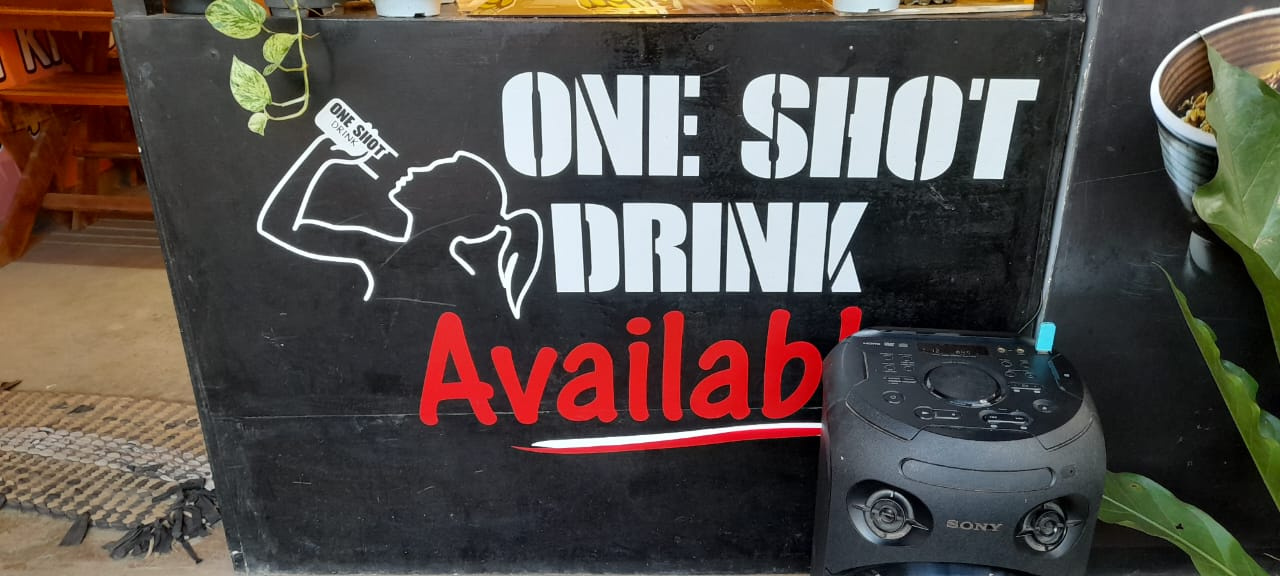 ONE SHOT
DRINK
ONE SHOT
DRINK
Availab
SONY